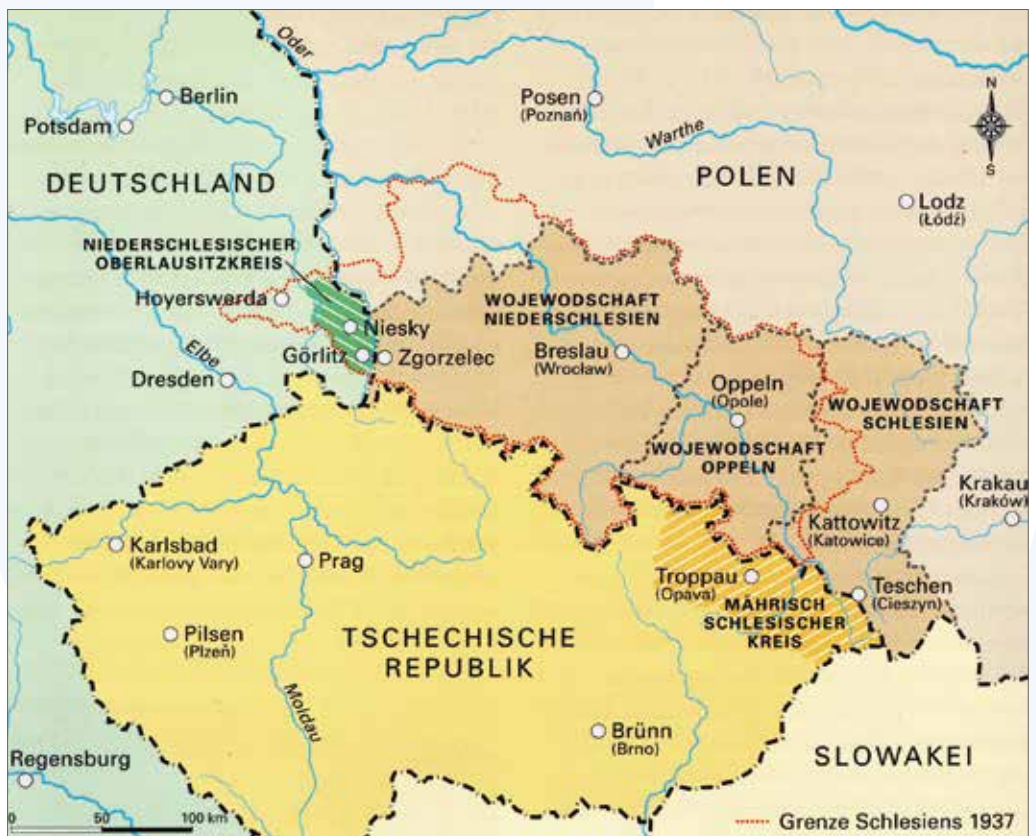 Oder
Berlin
Potsdam
Posen
(Poznań)
Warthe
N
S
DEUTSCHLAND
POLEN
Lodz
(Łódź)
NIEDERSCHLESISCHER
OBERLAUSITZKREIS
Hoyerswerda
WOJEWODSCHAFT
NIEDERSCHLESIEN
Niesky
Görlitz
Zgorzelec
Elbe
Dresden
Breslau
(Wrocław)
Oppeln
(Opole)
WOJEWODSCHAFT
SCHLESIEN
WOJEWODSCHAFT
OPPELN
Krakau
(Kraków)
Kattowitz
(Katowice)
Karlsbad
(Karlovy Vary)
Prag
Troppau
(Opava)
Teschen
(Cieszyn)
MÄHRISCH
SCHLESISCHER
KREIS
Pilsen
(Plzeň)
TSCHECHISCHE
REPUBLIK
Moldau
Brünn
(Brno)
SLOWAKEI
Regensburg
0 50 100 km
Grenze Schlesiens 1937